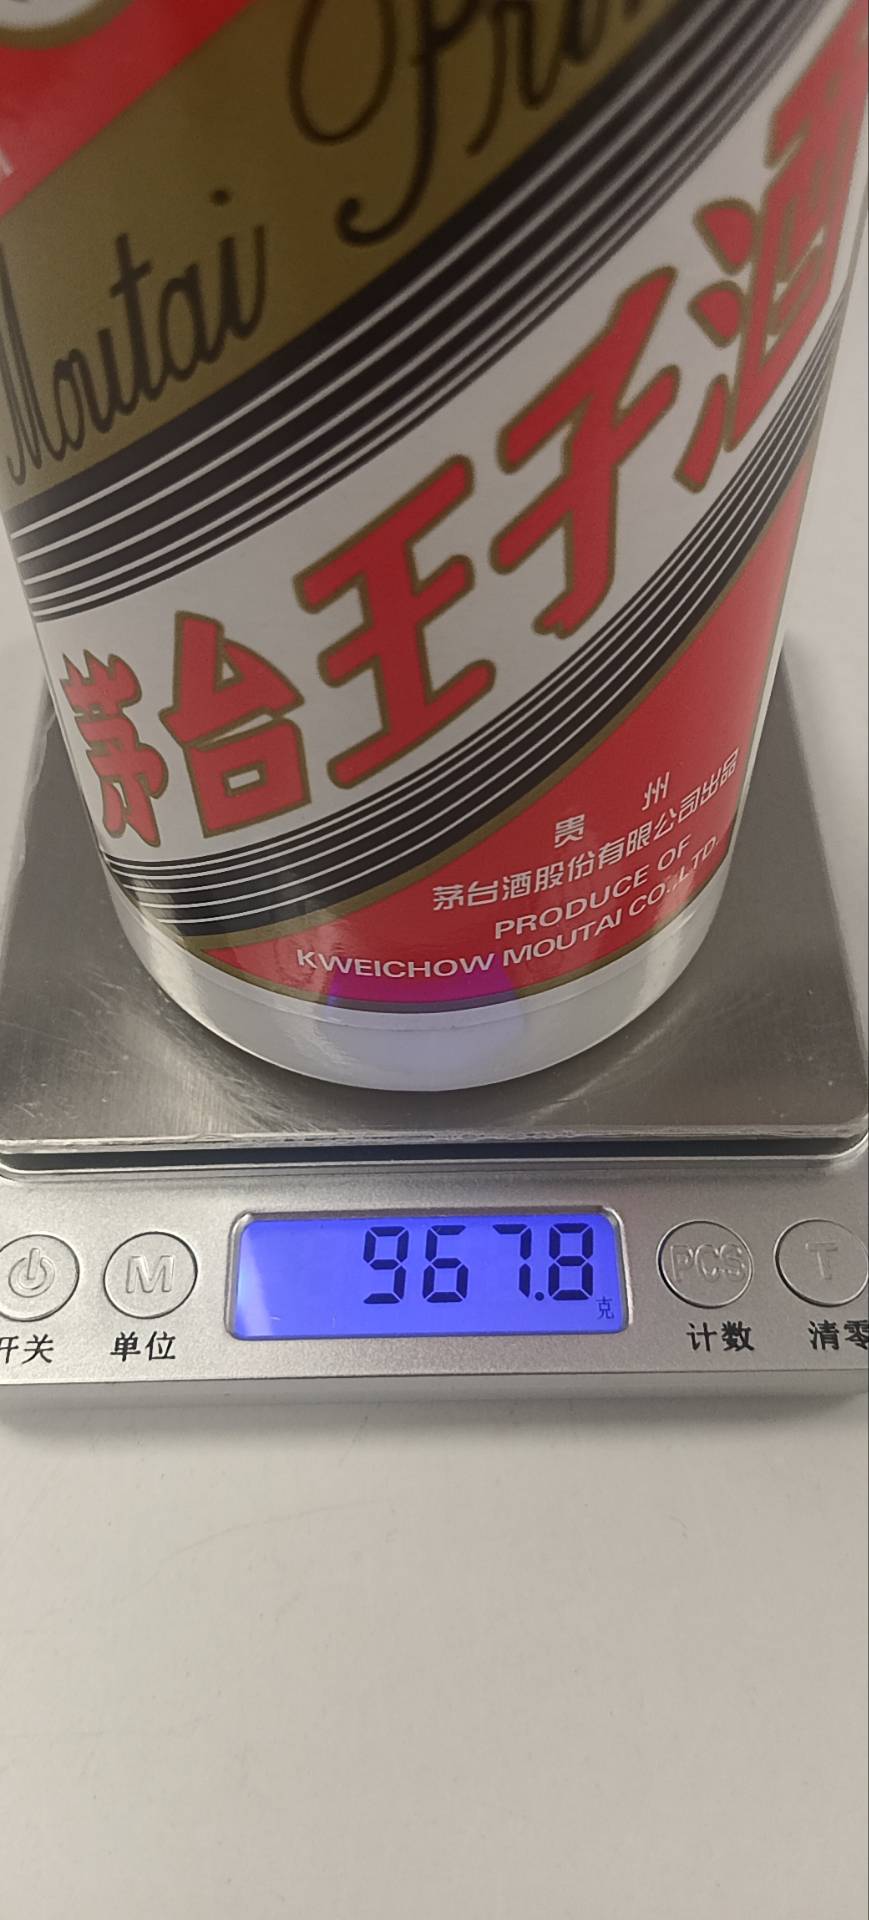 Moutai Prin
茅台王子酒
贵州
茅台酒股份有限公司出品
PRODUCE OF
KWEICHOW MOUTAI CO.,LTD.
967.8
克
M
PCS
T
开关
单位
计数
清零